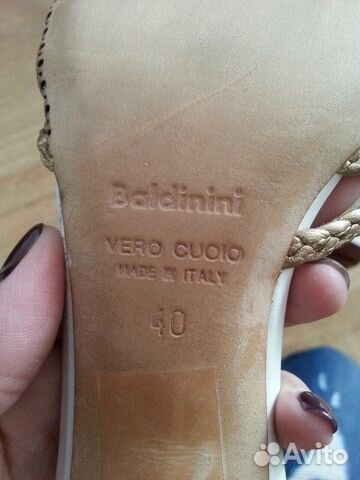 Baldinini
VERO CUOIO
MADE IN ITALY
40
Avito